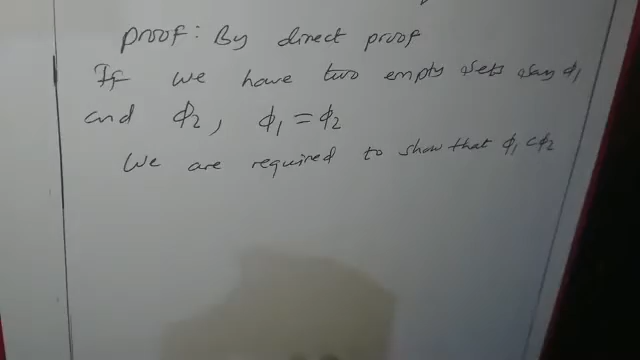 proof: By direct proof
If we have two empty sets say ϕ1
and ϕ2, ϕ1 = ϕ2
We are required to show that ϕ1 ⊂ ϕ2